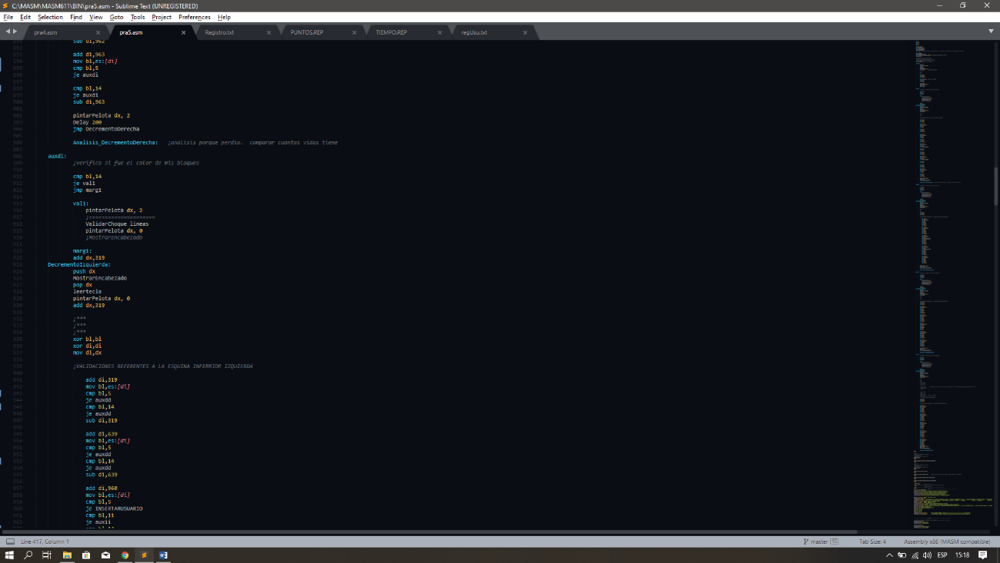 C:\MASM\MASM611\BIN\pra5.asm - Sublime Text (UNREGISTERED)
File Edit Selection Find View Goto Tools Project Preferences Help
pra4.asm pra5.asm Registro.txt PUNTOS.REP TIEMPO.REP regUsu.txt
sub di,962
add di,963
mov bl,es:[di]
cmp bl,5
je auxdi
cmp bl,14
je auxdi
sub di,963
pintarPelota dx, 2
Delay 200
jmp DecrementoDerecha
Analisis_DecrementoDerecha: ;analisis porque perdio. comparar cuantas vidas tiene
auxdi:
;verifico si fue el color de mis bloques
cmp bl,14
je vali
jmp margi
vali:
pintarPelota dx, 2
;=====================
ValidarChoque lineas
pintarPelota dx, 0
;MostrarEncabezado
margi:
add dx,319
DecrementoIzquierda:
push dx
MostrarEncabezado
pop dx
leertecla
pintarPelota dx, 0
add dx,319
;***
;***
;***
xor bl,bl
xor di,di
mov di,dx
;VALIDACIONES REFERENTES A LA ESQUINA INFERRIOR IZQUIERDA
add di,319
mov bl,es:[di]
cmp bl,5
je auxdd
cmp bl,14
je auxdd
sub di,319
add di,639
mov bl,es:[di]
cmp bl,5
je auxdd
cmp bl,14
je auxdd
sub di,639
add di,960
mov bl,es:[di]
cmp bl,5
je INSERTARUSUARIO
cmp bl,11
je auxii
Line 417, Column 1 master 10 Tab Size: 4 Assembly x86 (MASM compatible)
ESP 15:18